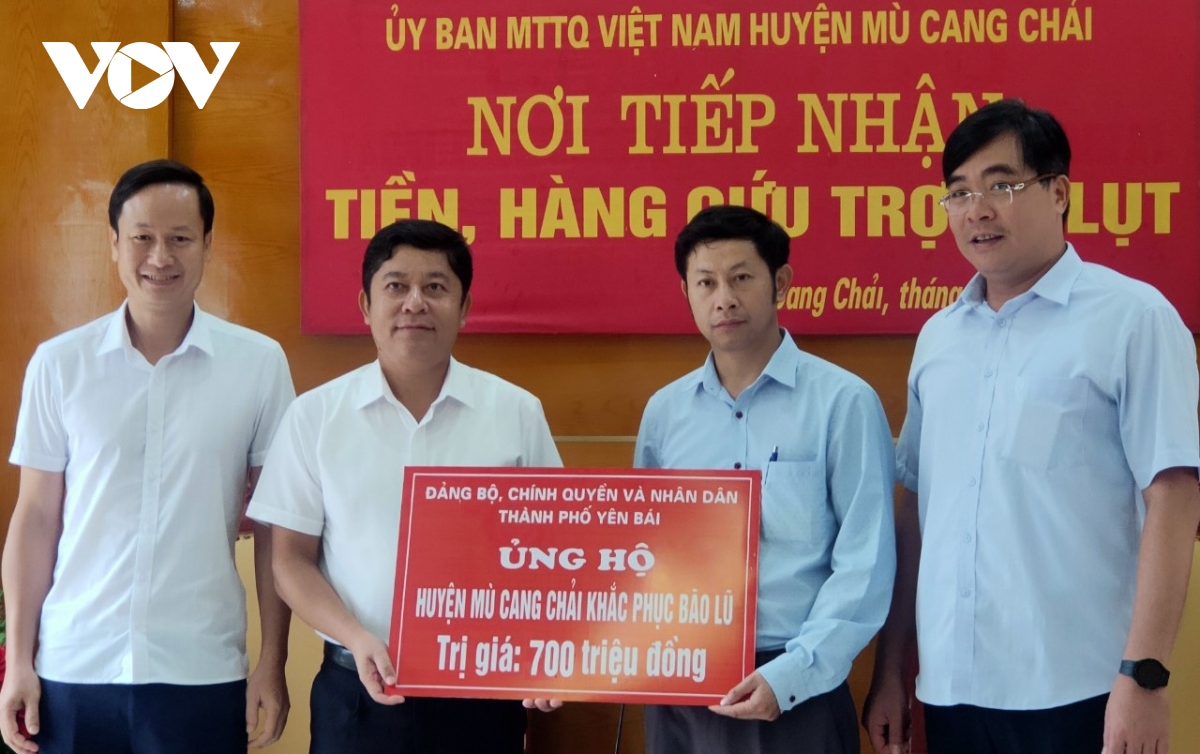 VOV
ỦY BAN MTTQ VIỆT NAM HUYỆN MÙ CANG CHẢI
NƠI TIẾP NHẬN
TIỀN, HÀNG CỨU TRỢ LỤT
Cang Chải, tháng
ĐẢNG BỘ, CHÍNH QUYỀN VÀ NHÂN DÂN
THÀNH PHỐ YÊN BÁI
ỦNG HỘ
HUYỆN MÙ CANG CHẢI KHẮC PHỤC BÃO LŨ
Trị giá: 700 triệu đồng